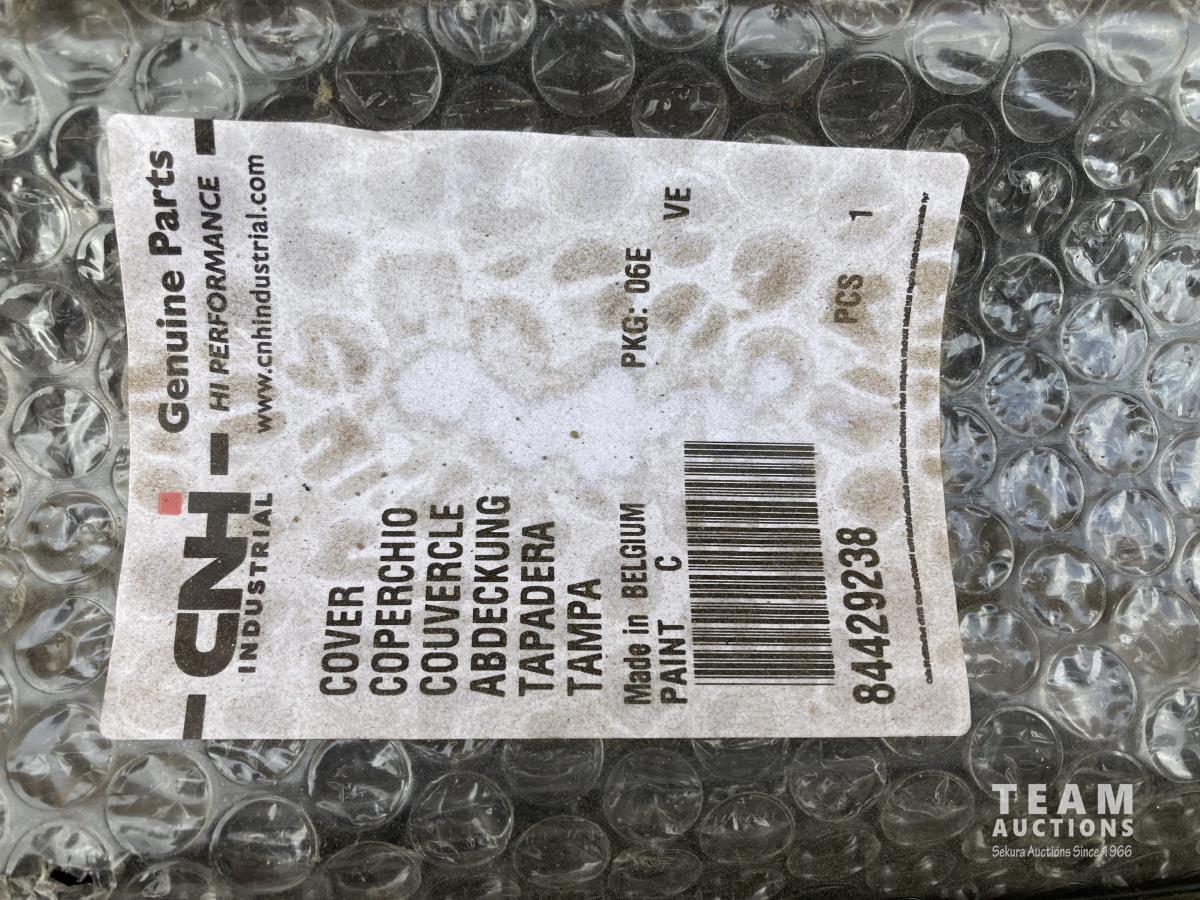 CNH Genuine Parts
INDUSTRIAL HI PERFORMANCE
www.cnhindustrial.com
COVER
COPERCHIO
COUVERCLE
ABDECKUNG
TAPADERA
TAMPA
Made in BELGIUM PKG: 06E
PAINT C VE
84429238 PCS 1
TEAM
AUCTIONS
Sekura Auctions Since 1966